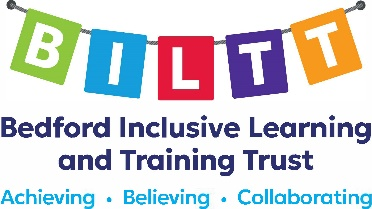 BILTT
Bedford Inclusive Learning
and Training Trust
Achieving • Believing • Collaborating